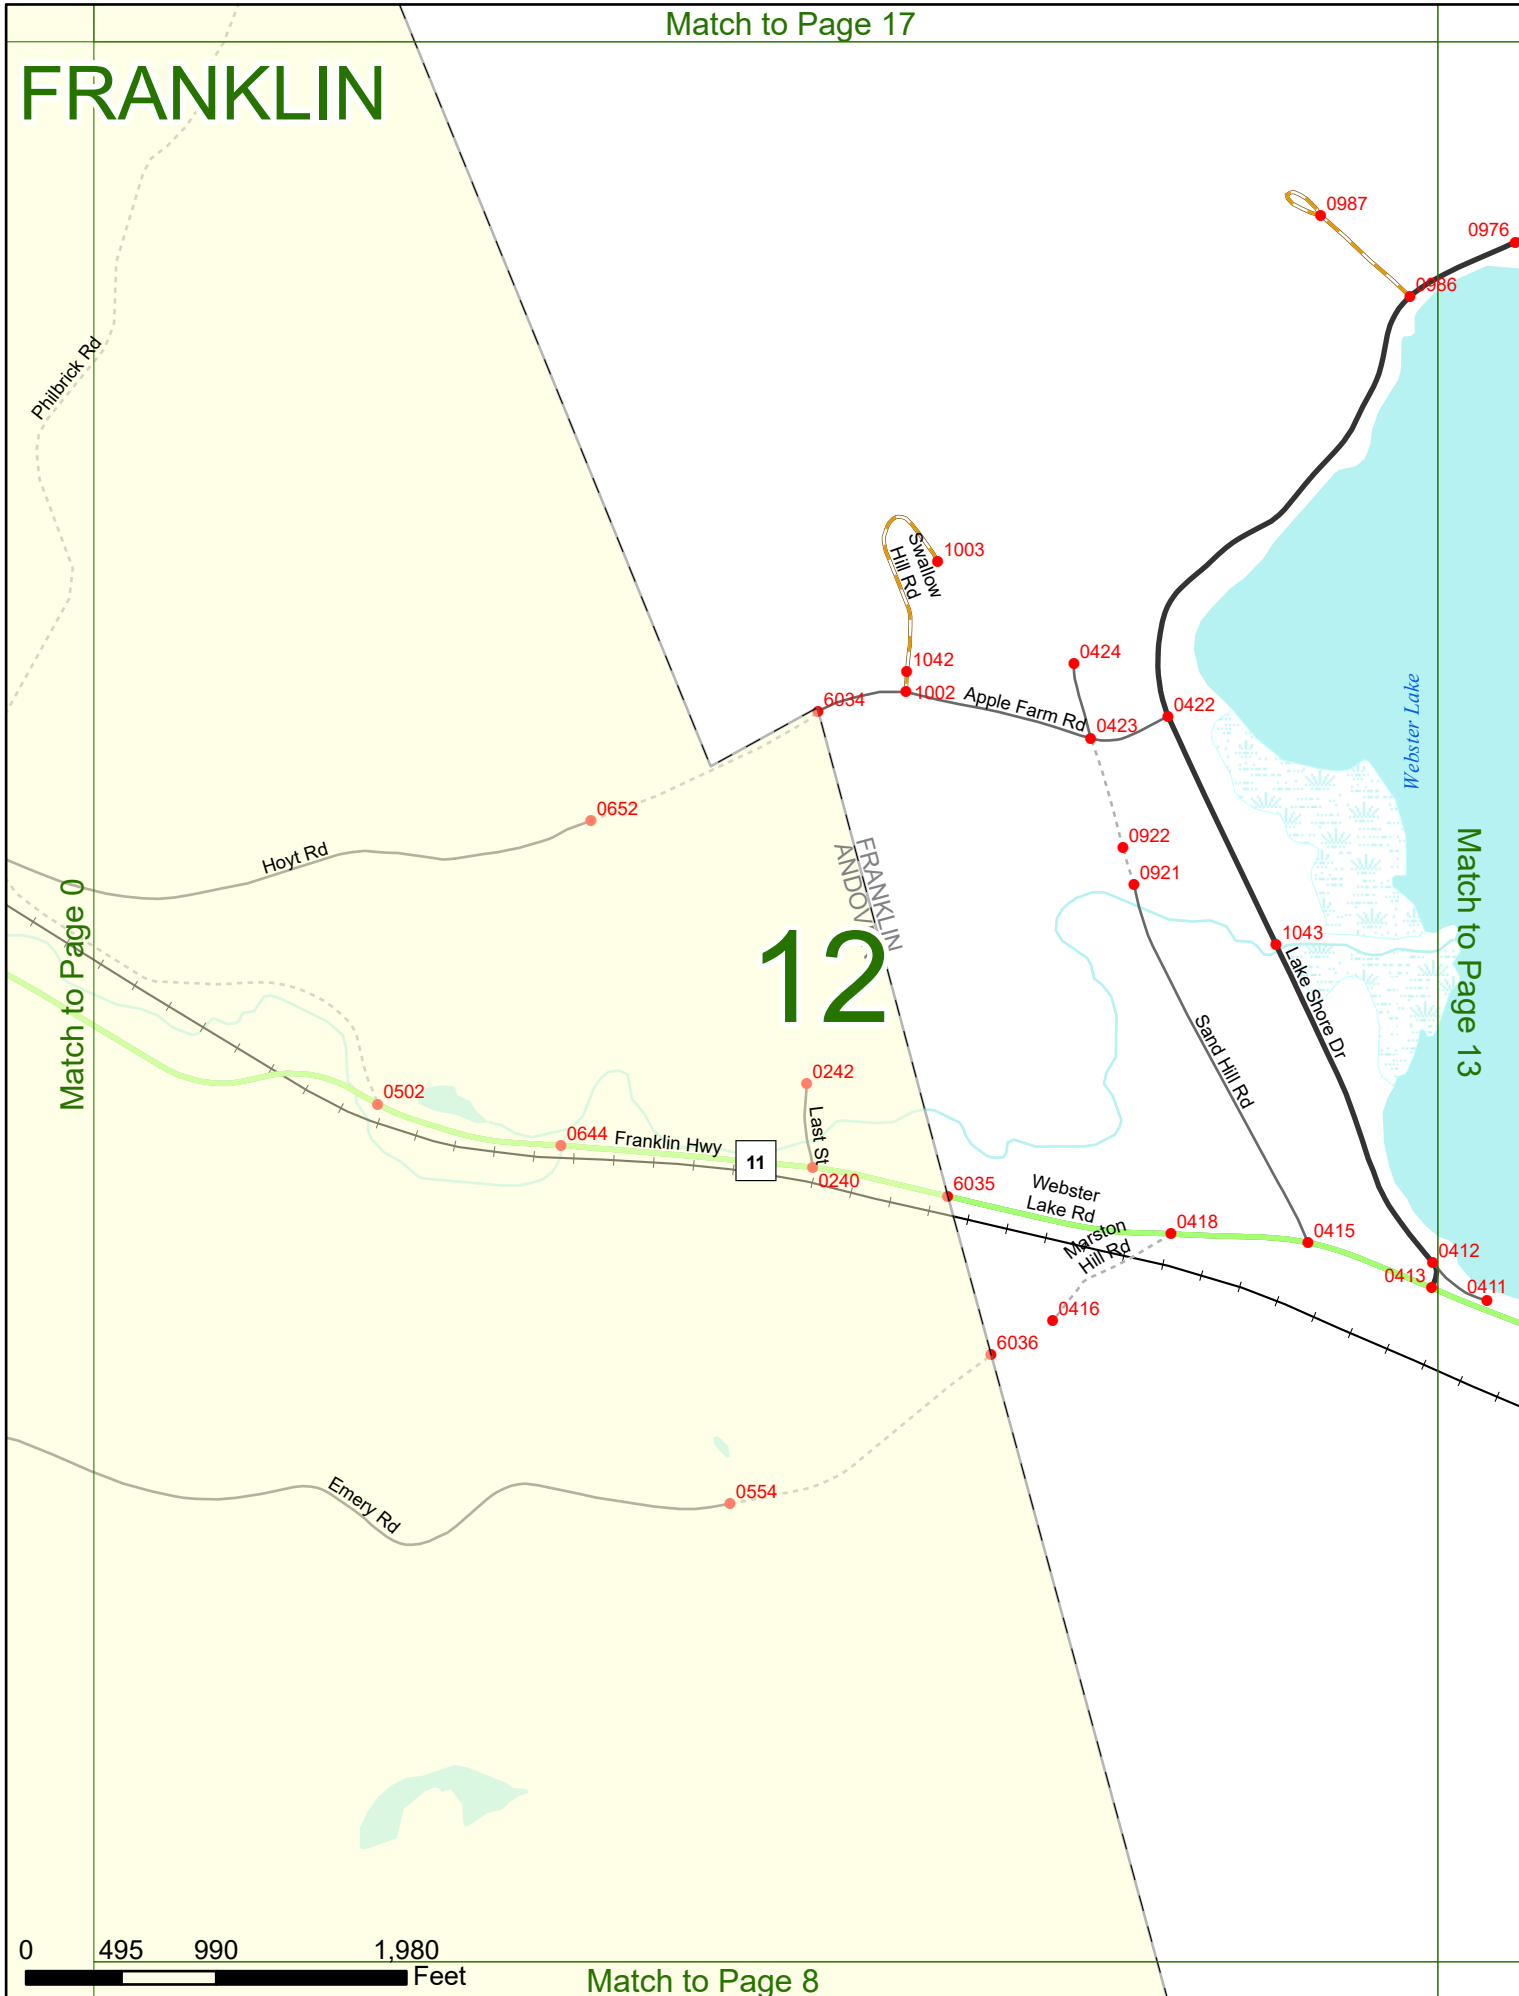 Match to Page 17
FRANKLIN
0987
0976
0986
Philbrick Rd
1003
Swallow
Hill Rd
1042
0424
1002
Apple Farm Rd
6034
0422
0423
Webster Lake
0652
Hoyt Rd
0922
0921
FRANKLIN
Match to Page 0
12
1043
Lake Shore Dr
Match to Page 13
Sand Hill Rd
0242
0502
Last St
0644
Franklin Hwy
11
0240
6035
Webster
Lake Rd
0418
Marston
Hill Rd
0415
0412
0413
0411
0416
6036
0554
Emery Rd
0 495 990 1,980
Feet
Match to Page 8